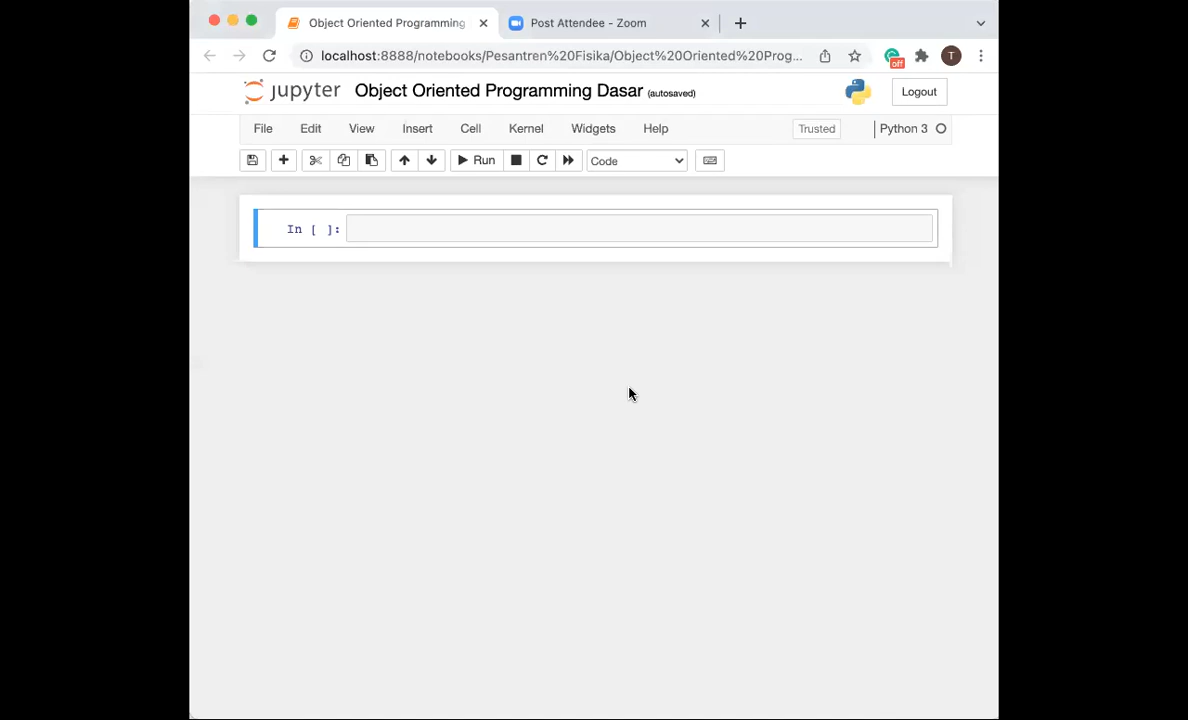 Object Oriented Programming
Post Attendee - Zoom
localhost:8888/notebooks/Pesantren%20Fisika/Object%20Oriented%20Prog...
off
T
jupyter Object Oriented Programming Dasar (autosaved)
Logout
File Edit View Insert Cell Kernel Widgets Help
Trusted
Python 3
Run
Code
In [ ]: